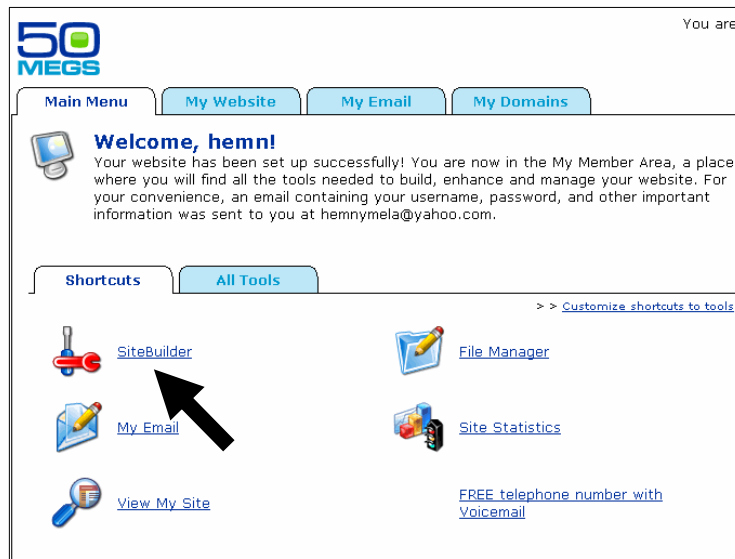 You are
50
MEGS
Main Menu My Website My Email My Domains
Welcome, hemn!
Your website has been set up successfully! You are now in the My Member Area, a place
where you will find all the tools needed to build, enhance and manage your website. For
your convenience, an email containing your username, password, and other important
information was sent to you at hemnymela@yahoo.com.
Shortcuts All Tools
> > Customize shortcuts to tools
SiteBuilder File Manager
My Email Site Statistics
View My Site FREE telephone number with
Voicemail